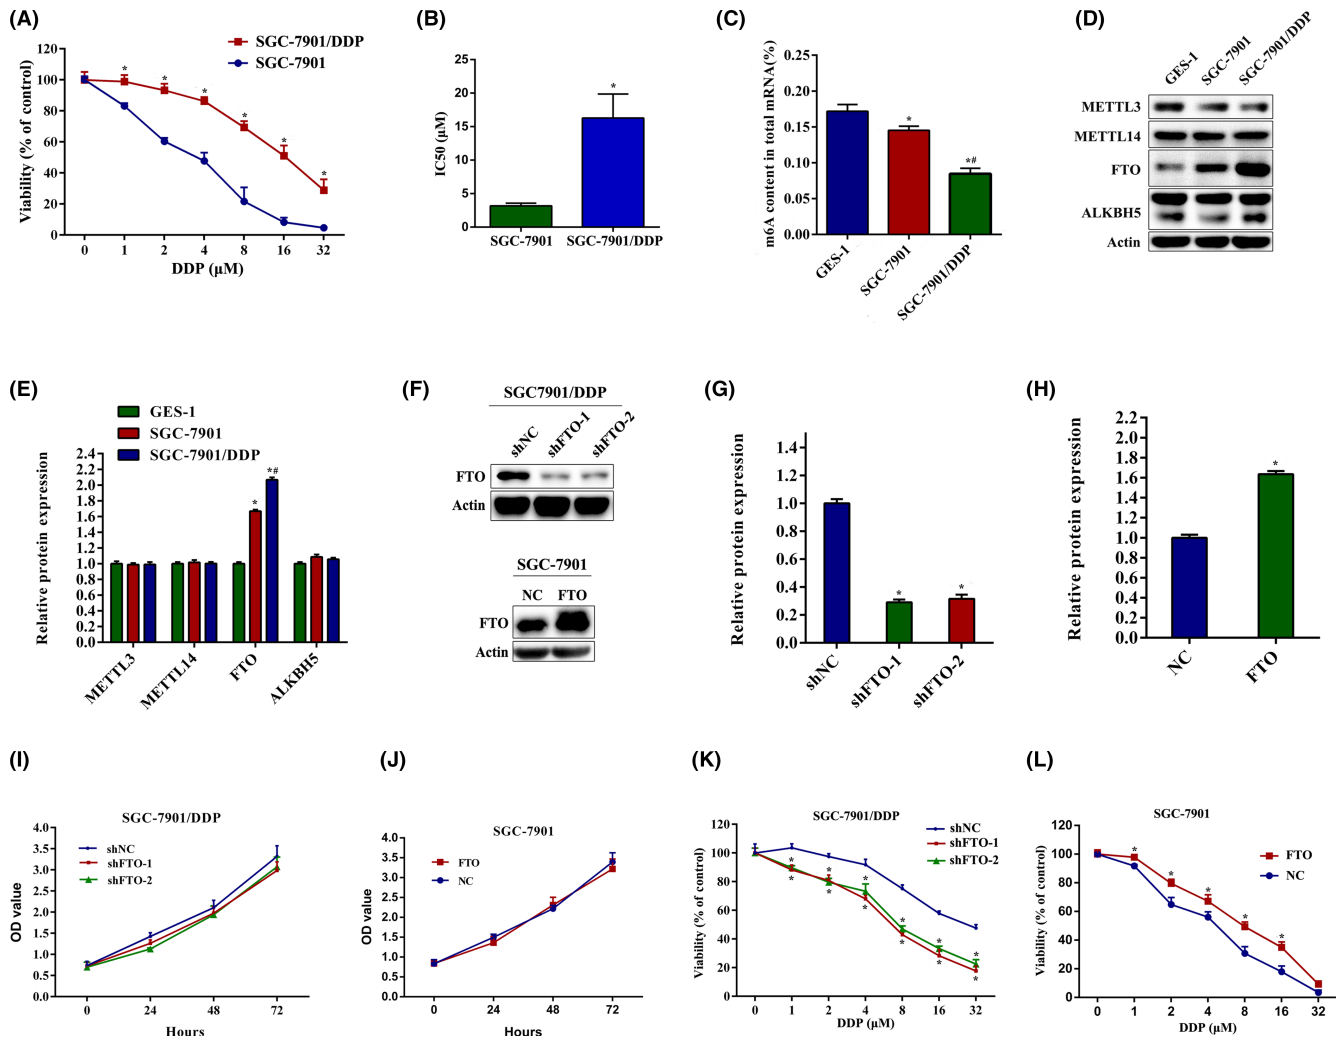 (A)
SGC-7901/DDP
SGC-7901
Viability (% of control)
120
100
80
60
40
20
0
* * * * * *
0 1 2 4 8 16 32
DDP (μM)
(B)
IC50 (μM)
25
20
15
10
5
0
*
SGC-7901 SGC-7901/DDP
(C)
m6A content in total mRNA(%)
0.25
0.20
0.15
0.10
0.05
0.00
*
*#
GES-1
SGC-7901
SGC-7901/DDP
(D)
GES-1
SGC-7901
SGC-7901/DDP
METTL3
METTL14
FTO
ALKBH5
Actin
(E)
GES-1
SGC-7901
SGC-7901/DDP
Relative protein expression
2.4
2.2
2.0
1.8
1.6
1.4
1.2
1.0
0.8
0.6
0.4
0.2
0.0
*
*#
METTL3
METTL14
FTO
ALKBH5
(F)
SGC7901/DDP
shNC
shFTO-1
shFTO-2
FTO
Actin
SGC-7901
NC FTO
FTO
Actin
(G)
Relative protein expression
1.4
1.2
1.0
0.8
0.6
0.4
0.2
0.0
* *
shNC
shFTO-1
shFTO-2
(H)
Relative protein expression
2.2
2.0
1.8
1.6
1.4
1.2
1.0
0.8
0.6
0.4
0.2
0.0
*
NC
FTO
(I)
SGC-7901/DDP
shNC
shFTO-1
shFTO-2
OD value
4.0
3.5
3.0
2.5
2.0
1.5
1.0
0.5
0.0
0 24 48 72
Hours
(J)
SGC-7901
FTO
NC
OD value
4.0
3.5
3.0
2.5
2.0
1.5
1.0
0.5
0.0
0 24 48 72
Hours
(K)
SGC-7901/DDP
shNC
shFTO-1
shFTO-2
Viability (% of control)
120
100
80
60
40
20
0
* * * * * *
* * * * * *
0 1 2 4 8 16 32
DDP (μM)
(L)
SGC-7901
FTO
NC
Viability (% of control)
120
100
80
60
40
20
0
* * * * *
0 1 2 4 8 16 32
DDP (μM)